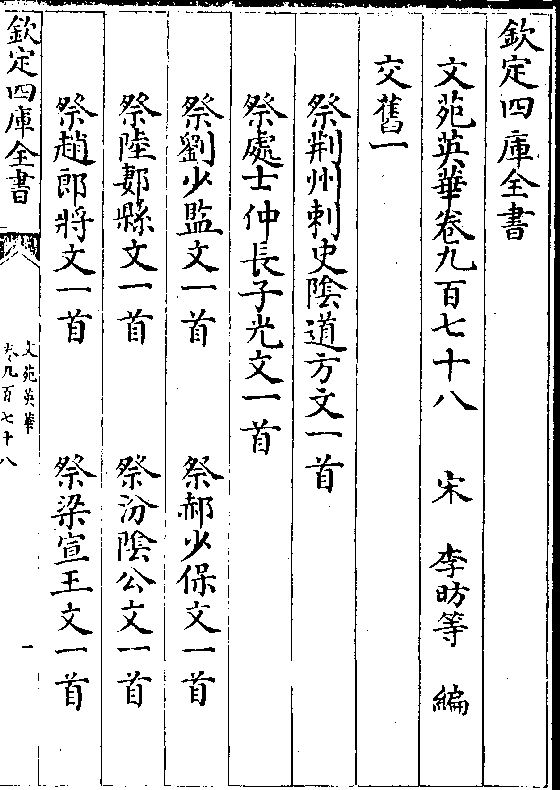 欽定四庫全書
文苑英華卷九百七十八　宋　李昉等　編
交舊一
祭荆州刺史陰道方文一首
祭處士仲長子光文一首
祭劉少監文一首　祭郝少保文一首
祭陸郪縣文一首　祭汾陰公文一首
祭趙郎將文一首　祭梁宣王文一首
欽定四庫全書
文苑英華
卷九百七十八
一